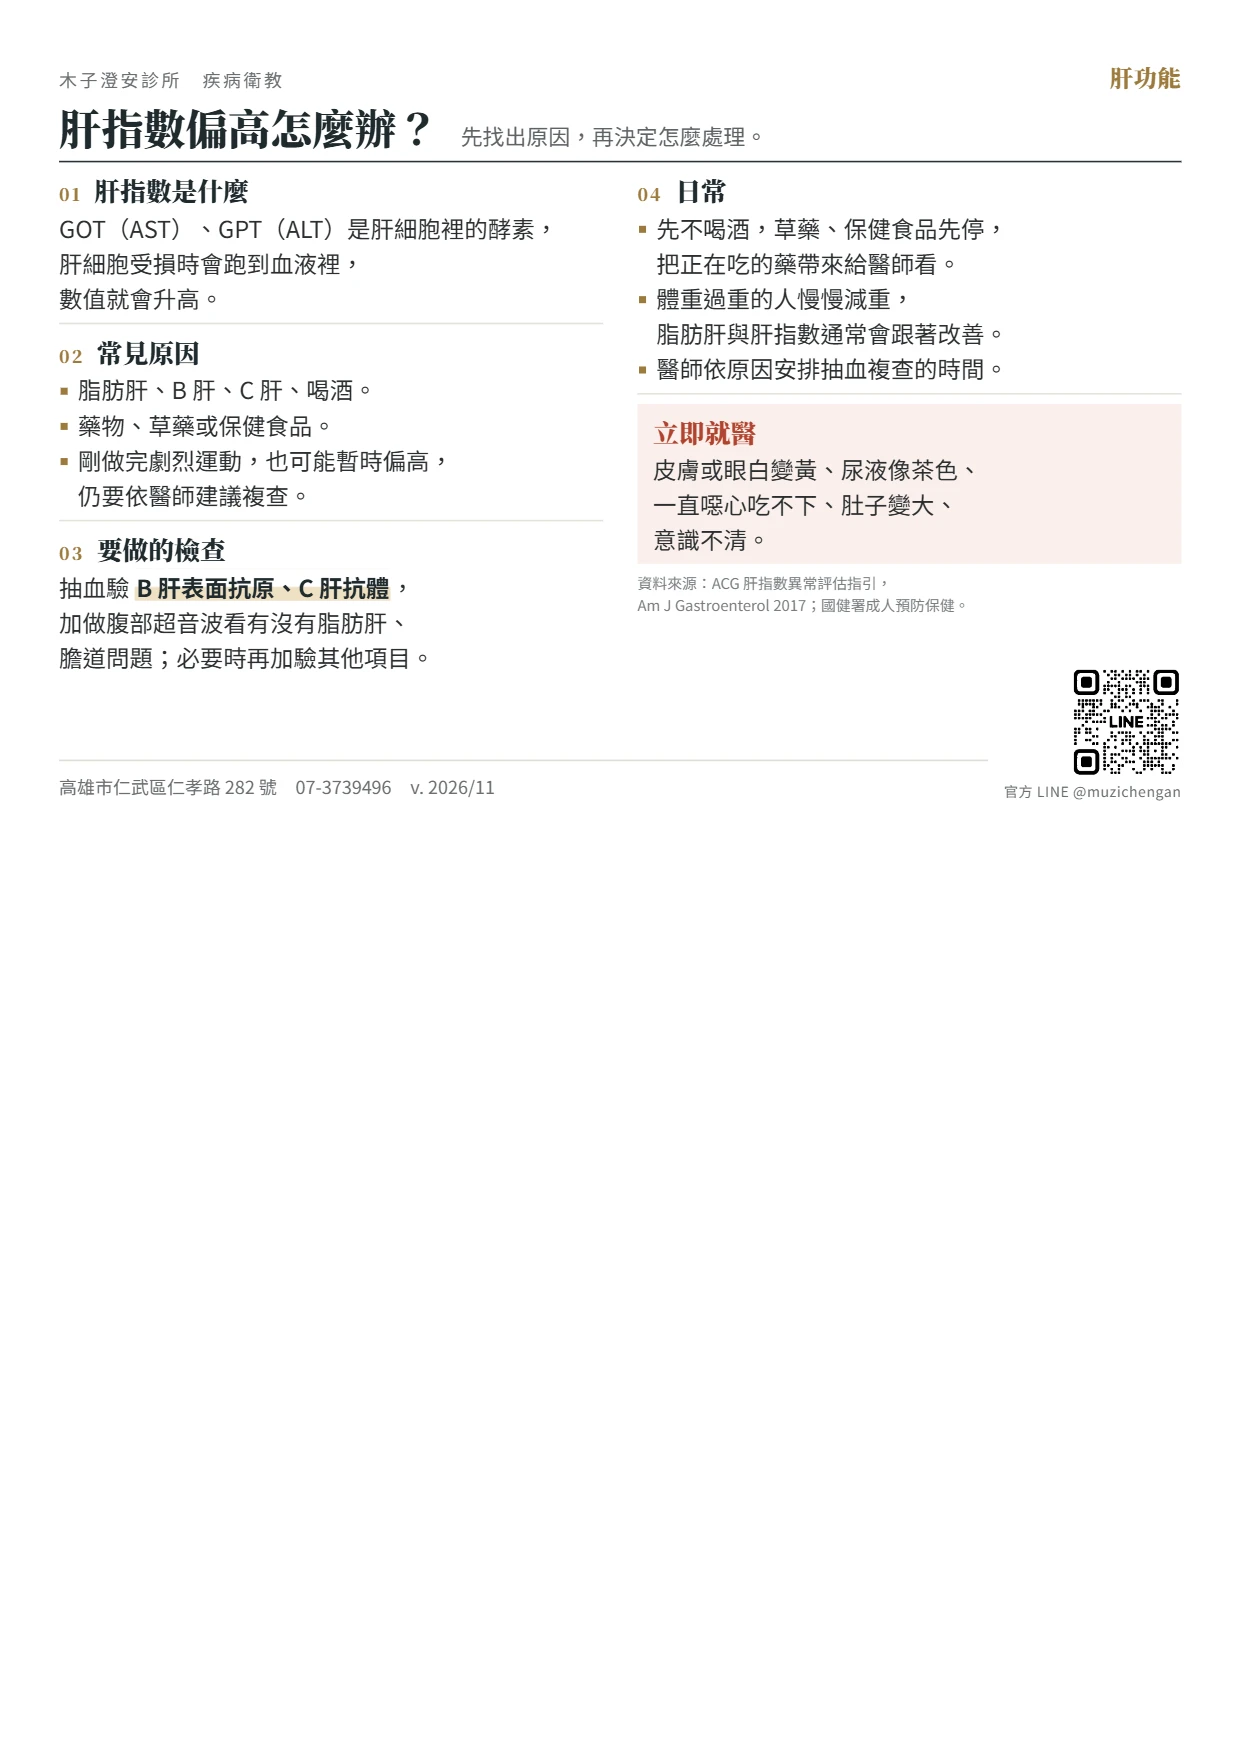 木子澄安診所　疾病衛教
肝功能
肝指數偏高怎麼辦？　先找出原因，再決定怎麼處理。
01 肝指數是什麼
GOT（AST）、GPT（ALT）是肝細胞裡的酵素，
肝細胞受損時會跑到血液裡，
數值就會升高。
02 常見原因
▪ 脂肪肝、B 肝、C 肝、喝酒。
▪ 藥物、草藥或保健食品。
▪ 剛做完劇烈運動，也可能暫時偏高，
仍要依醫師建議複查。
03 要做的檢查
抽血驗 B 肝表面抗原、C 肝抗體，
加做腹部超音波看有沒有脂肪肝、
膽道問題；必要時再加驗其他項目。
04 日常
▪ 先不喝酒，草藥、保健食品先停，
把正在吃的藥帶來給醫師看。
▪ 體重過重的人慢慢減重，
脂肪肝與肝指數通常會跟著改善。
▪ 醫師依原因安排抽血複查的時間。
立即就醫
皮膚或眼白變黃、尿液像茶色、
一直噁心吃不下、肚子變大、
意識不清。
資料來源：ACG 肝指數異常評估指引，
Am J Gastroenterol 2017；國健署成人預防保健。
LINE
高雄市仁武區仁孝路 282 號　07-3739496　v. 2026/11
官方 LINE @muzichengan